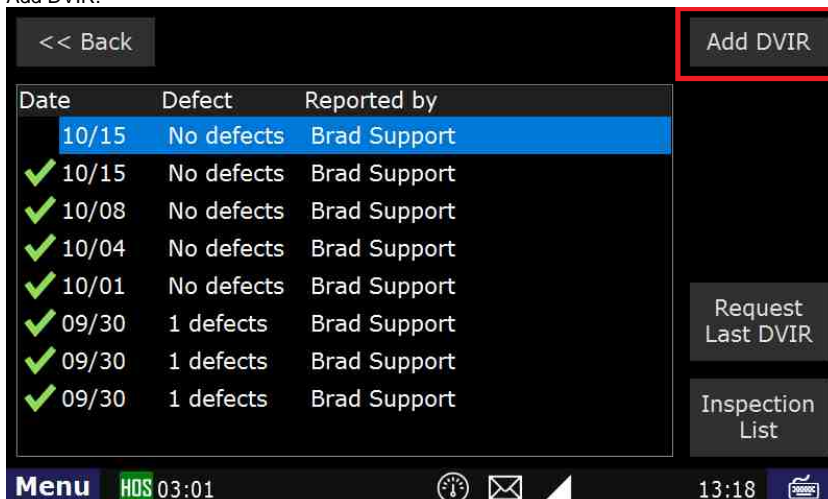 Add DVIR.
<< Back
Add DVIR
Date Defect Reported by
10/15 No defects Brad Support
10/15 No defects Brad Support
10/08 No defects Brad Support
10/04 No defects Brad Support
10/01 No defects Brad Support
09/30 1 defects Brad Support
09/30 1 defects Brad Support
09/30 1 defects Brad Support
Request
Last DVIR
Inspection
List
Menu HOS 03:01 13:18